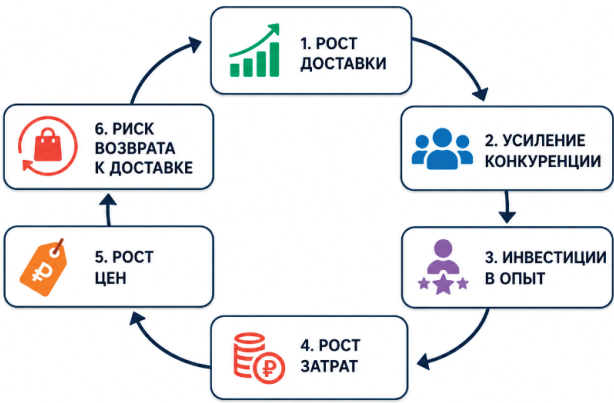 1. РОСТ
ДОСТАВКИ
2. УСИЛЕНИЕ
КОНКУРЕНЦИИ
3. ИНВЕСТИЦИИ
В ОПЫТ
4. РОСТ
ЗАТРАТ
₽
5. РОСТ
ЦЕН
₽
6. РИСК
ВОЗВРАТА
К ДОСТАВКЕ